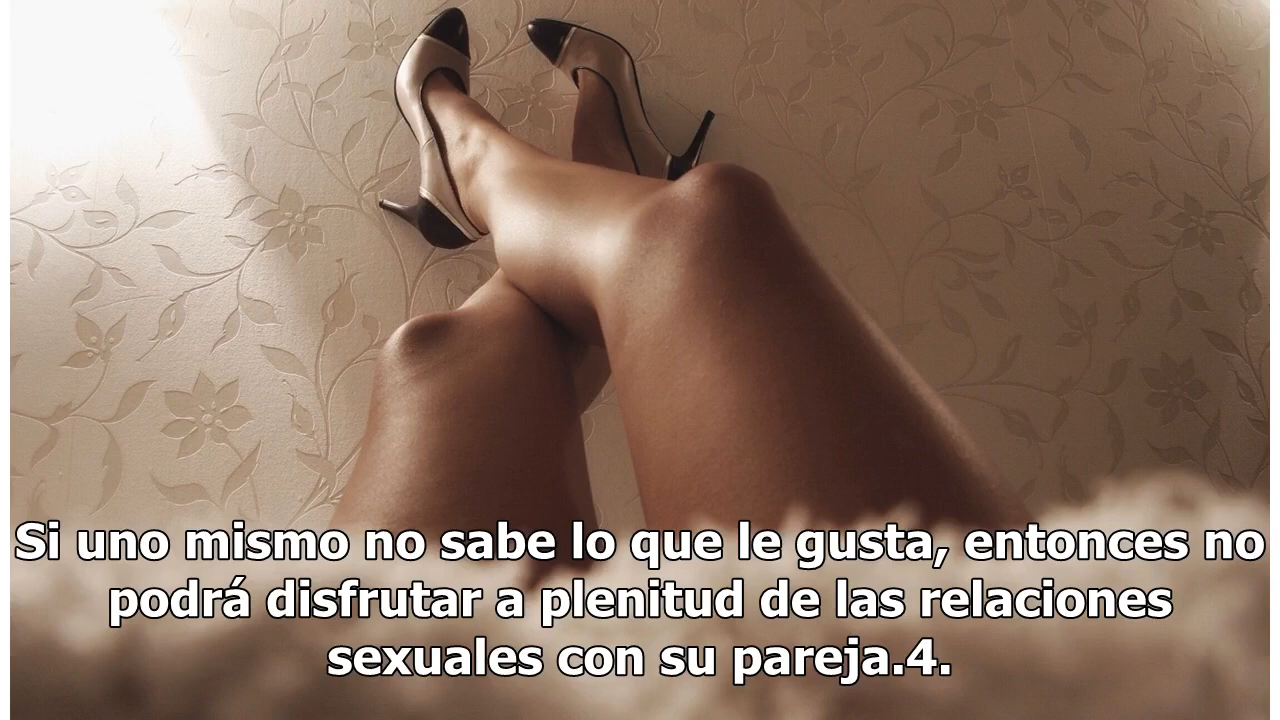 Si uno mismo no sabe lo que le gusta, entonces no
podrá disfrutar a plenitud de las relaciones
sexuales con su pareja.4.